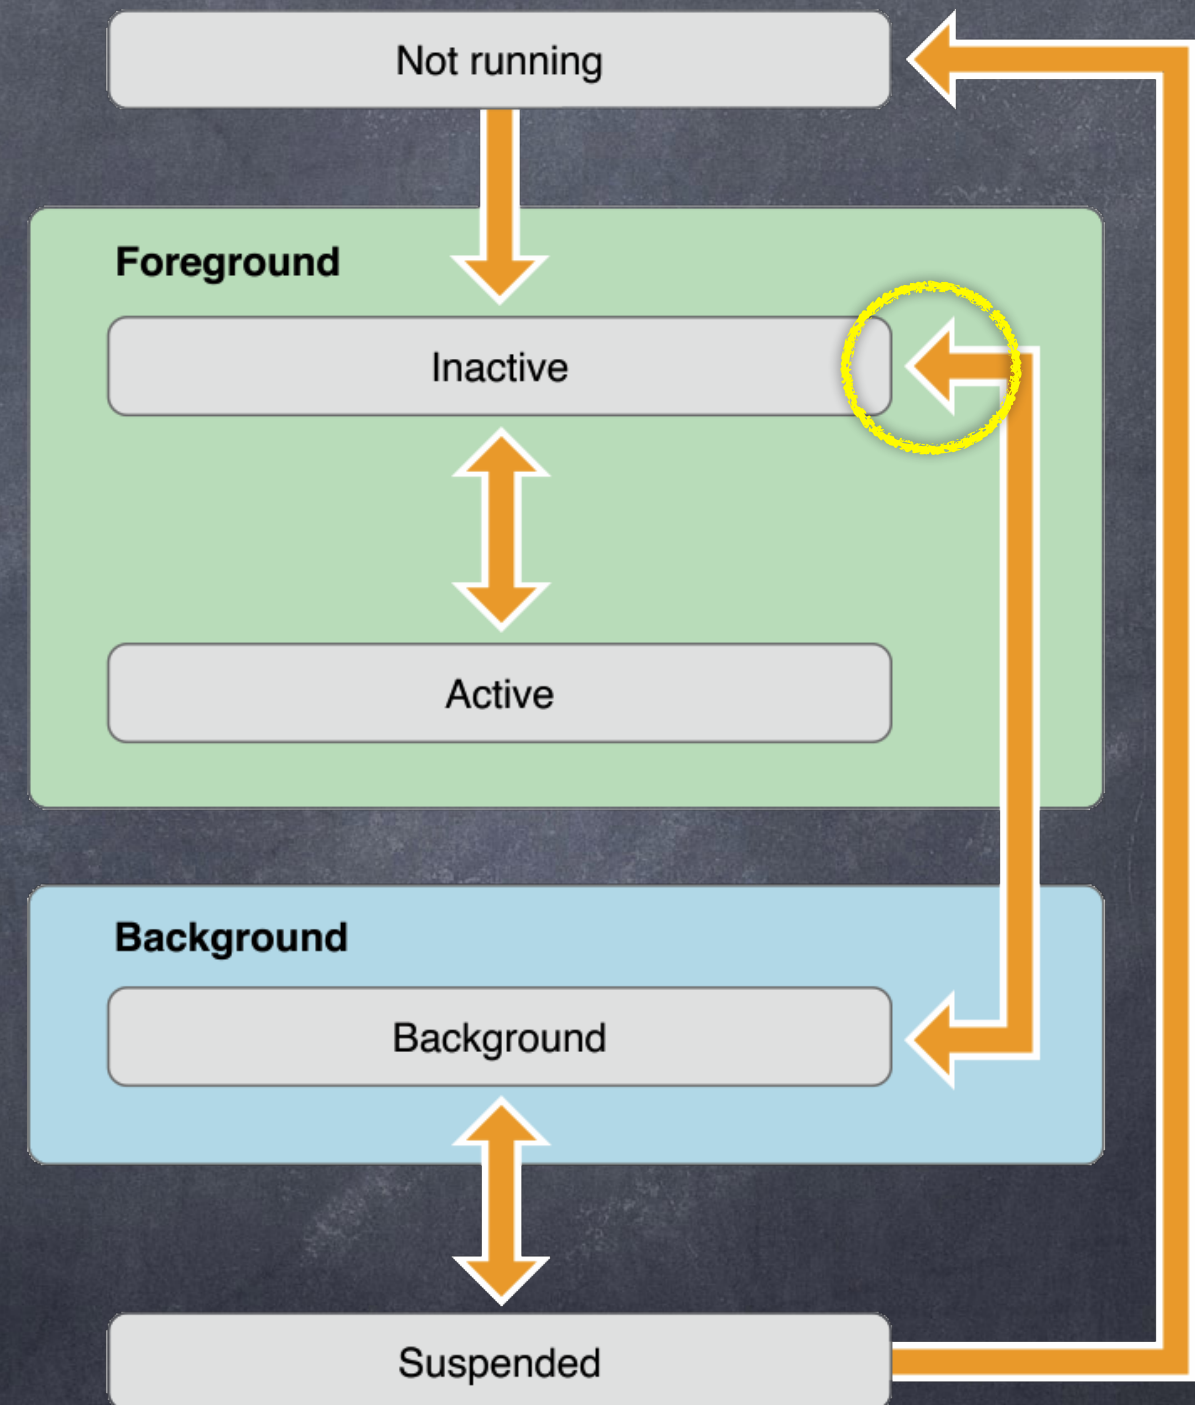 Not running
Foreground
Inactive
Active
Background
Background
Suspended